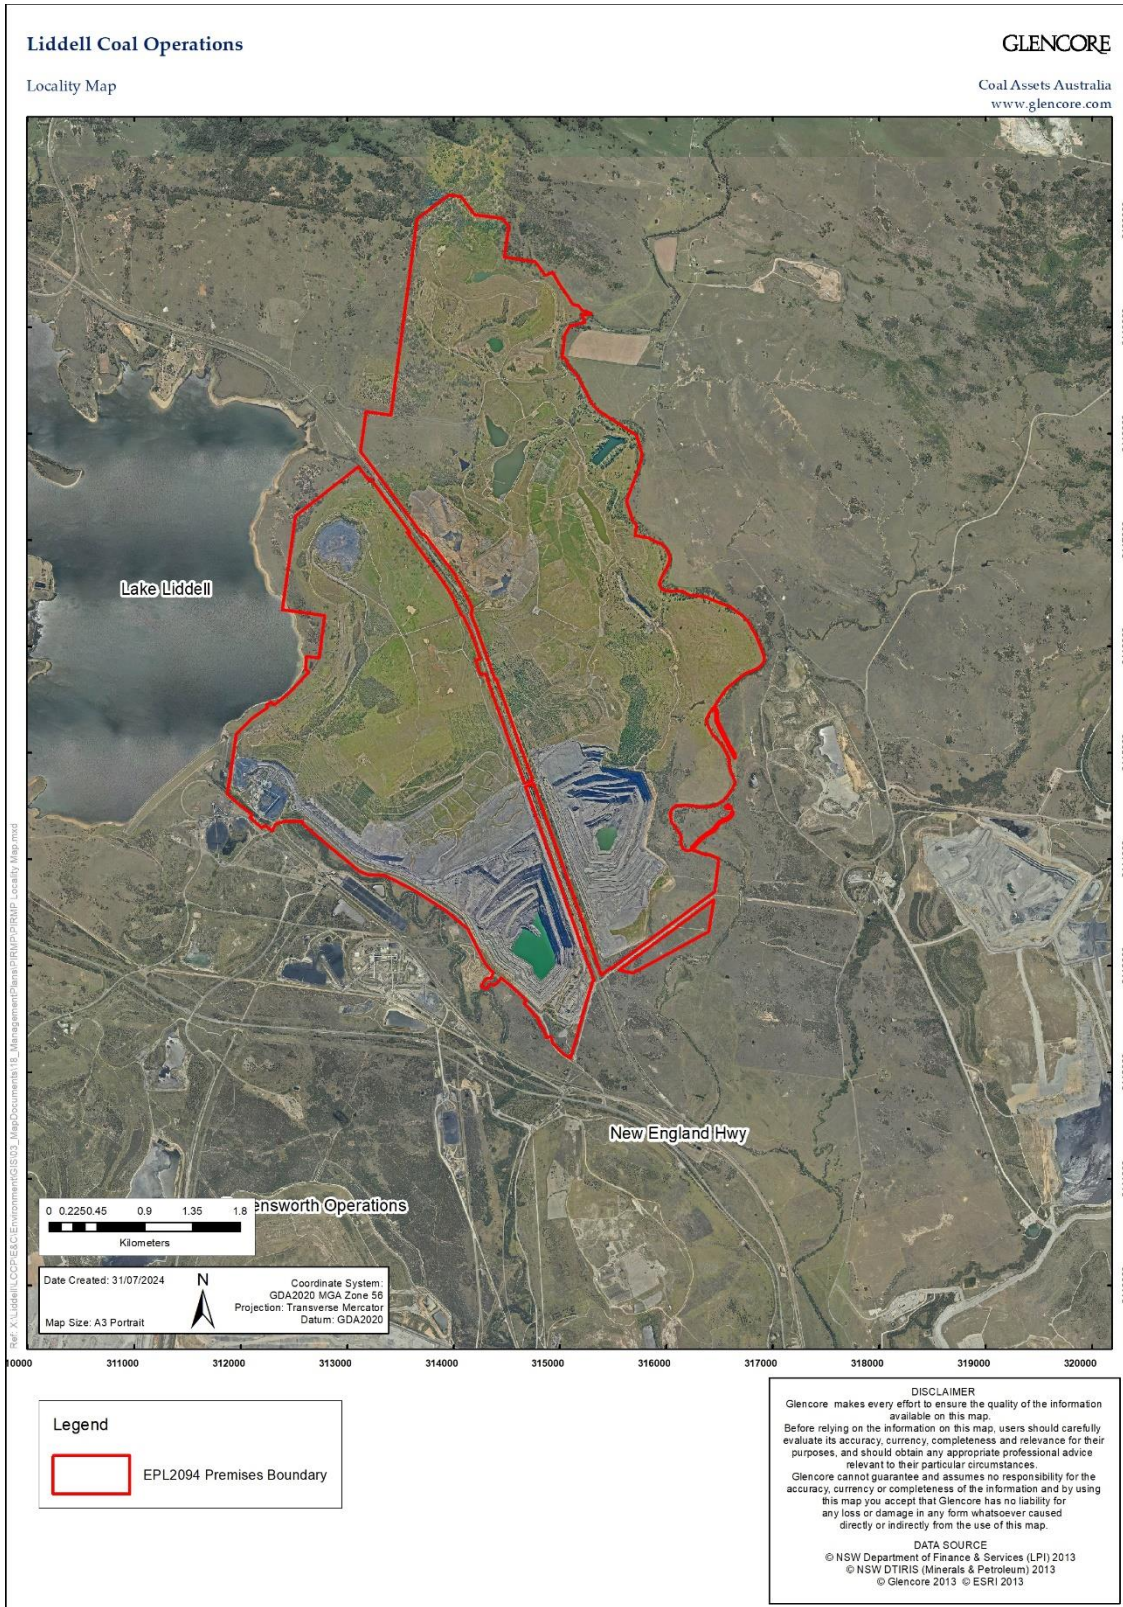 Liddell Coal Operations
GLENCORE
Locality Map
Coal Assets Australia
www.glencore.com
Lake Liddell
New England Hwy
ensworth Operations
0 0.225 0.45 0.9 1.35 1.8
Kilometers
Date Created: 31/07/2024
Map Size: A3 Portrait
N
Coordinate System:
GDA2020 MGA Zone 56
Projection: Transverse Mercator
Datum: GDA2020
10000 311000 312000 313000 314000 315000 316000 317000 318000 319000 320000
Legend
EPL2094 Premises Boundary
DISCLAIMER
Glencore makes every effort to ensure the quality of the information
available on this map.
Before relying on the information on this map, users should carefully
evaluate its accuracy, currency, completeness and relevance for their
purposes, and should obtain any appropriate professional advice
relevant to their particular circumstances.
Glencore cannot guarantee and assumes no responsibility for the
accuracy, currency or completeness of the information and by using
this map you accept that Glencore has no liability for
any loss or damage in any form whatsoever caused
directly or indirectly from the use of this map.
DATA SOURCE
© NSW Department of Finance & Services (LPI) 2013
© NSW DTIRIS (Minerals & Petroleum) 2013
© Glencore 2013 © ESRI 2013